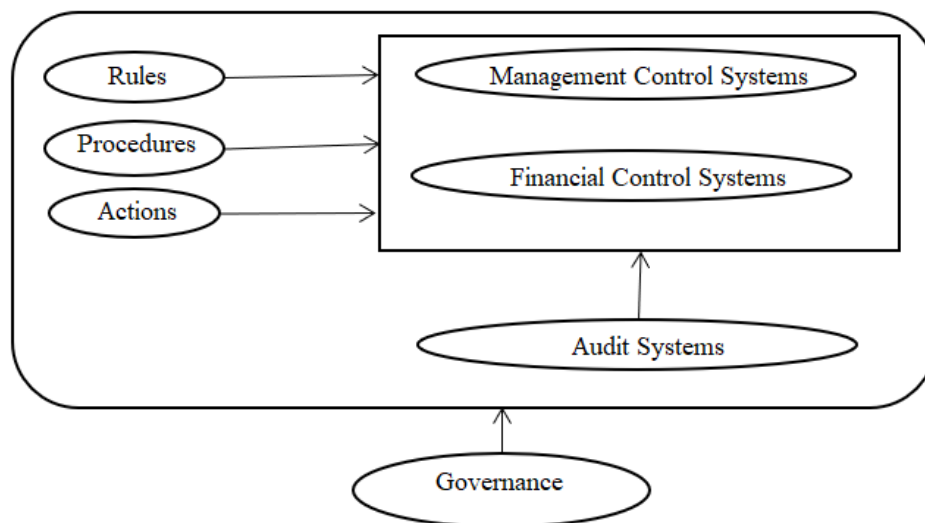 Rules
Management Control Systems
Procedures
Financial Control Systems
Actions
Audit Systems
Governance